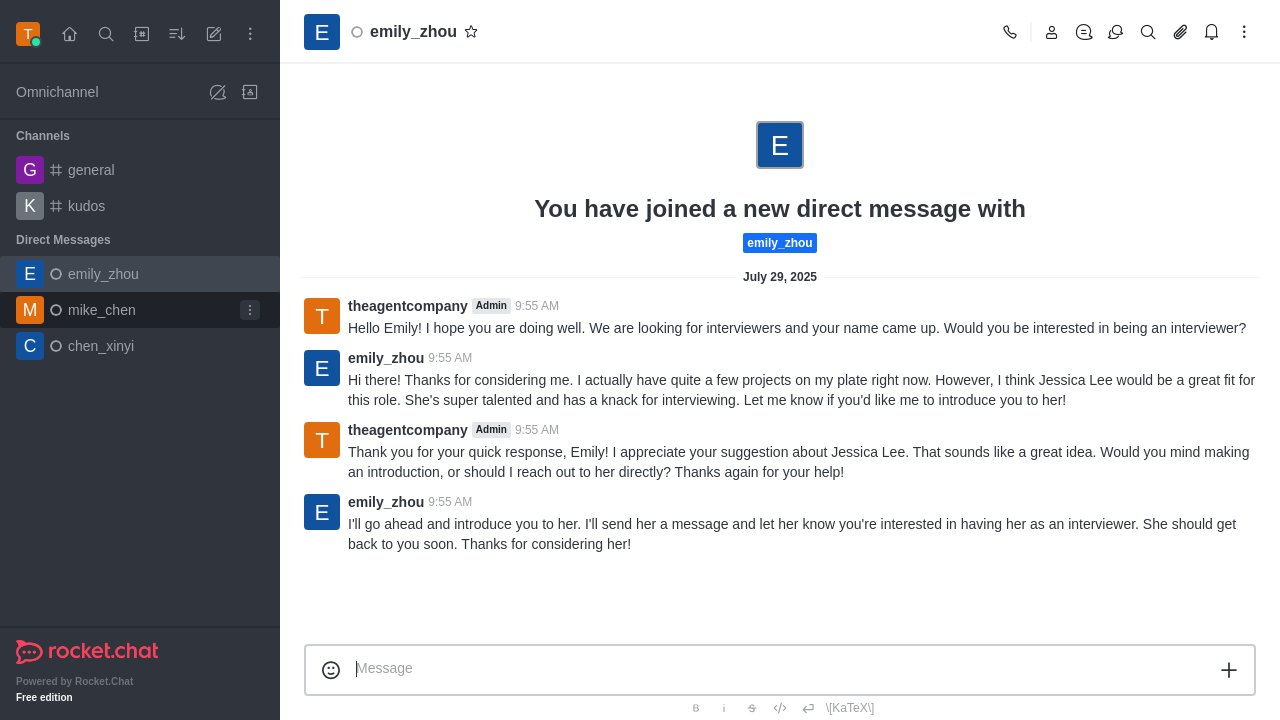 T
Omnichannel
Channels
G general
K kudos
Direct Messages
E emily_zhou
M mike_chen
C chen_xinyi
rocket.chat
Powered by Rocket.Chat
Free edition
E emily_zhou
E
You have joined a new direct message with
emily_zhou
July 29, 2025
T theagentcompany Admin 9:55 AM
Hello Emily! I hope you are doing well. We are looking for interviewers and your name came up. Would you be interested in being an interviewer?
E emily_zhou 9:55 AM
Hi there! Thanks for considering me. I actually have quite a few projects on my plate right now. However, I think Jessica Lee would be a great fit for
this role. She's super talented and has a knack for interviewing. Let me know if you'd like me to introduce you to her!
T theagentcompany Admin 9:55 AM
Thank you for your quick response, Emily! I appreciate your suggestion about Jessica Lee. That sounds like a great idea. Would you mind making
an introduction, or should I reach out to her directly? Thanks again for your help!
E emily_zhou 9:55 AM
I'll go ahead and introduce you to her. I'll send her a message and let her know you're interested in having her as an interviewer. She should get
back to you soon. Thanks for considering her!
Message
B i S \[KaTeX\]